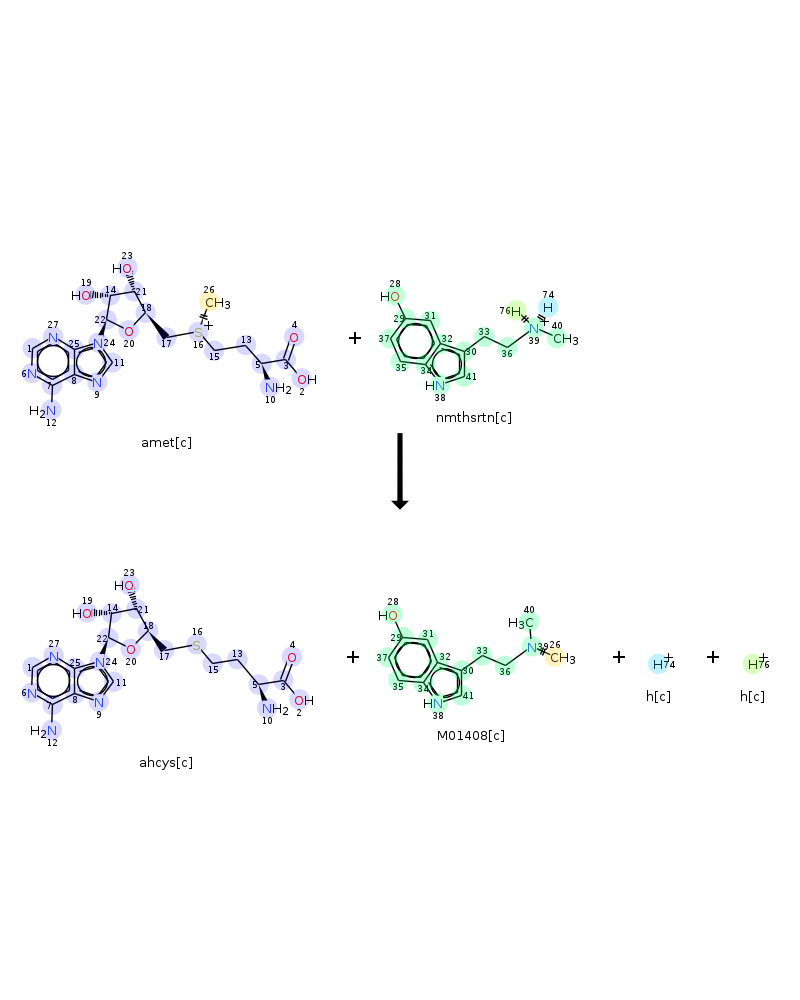 23
HO
26
19
HO 14 21 CH3
18
22 S+
27 O 17 16
N 25 N 24 20 13 4
1 15 O
11 5 3
6 N 8 N NH2 OH
7 9 10 2
H2N
12
amet[c]
+
28 74
HO 76 H H
29 31 + 40
37 32 33 N CH3
30 36 39
35 34 41
HN
38
nmthsrtn[c]
23
HO
19
HO 14 21
18 16
22 S
27 O 17 13 4
N 25 N 24 20 15 O
1 11 5 3
6 N 8 N NH2 OH
7 9 10 2
H2N
12
ahcys[c]
+
28 40
HO H3C
29 31 N 39 26
37 32 33 CH3
30 36
35 34 41
HN
38
M01408[c]
+
H+
74
h[c]
+
H+
76
h[c]